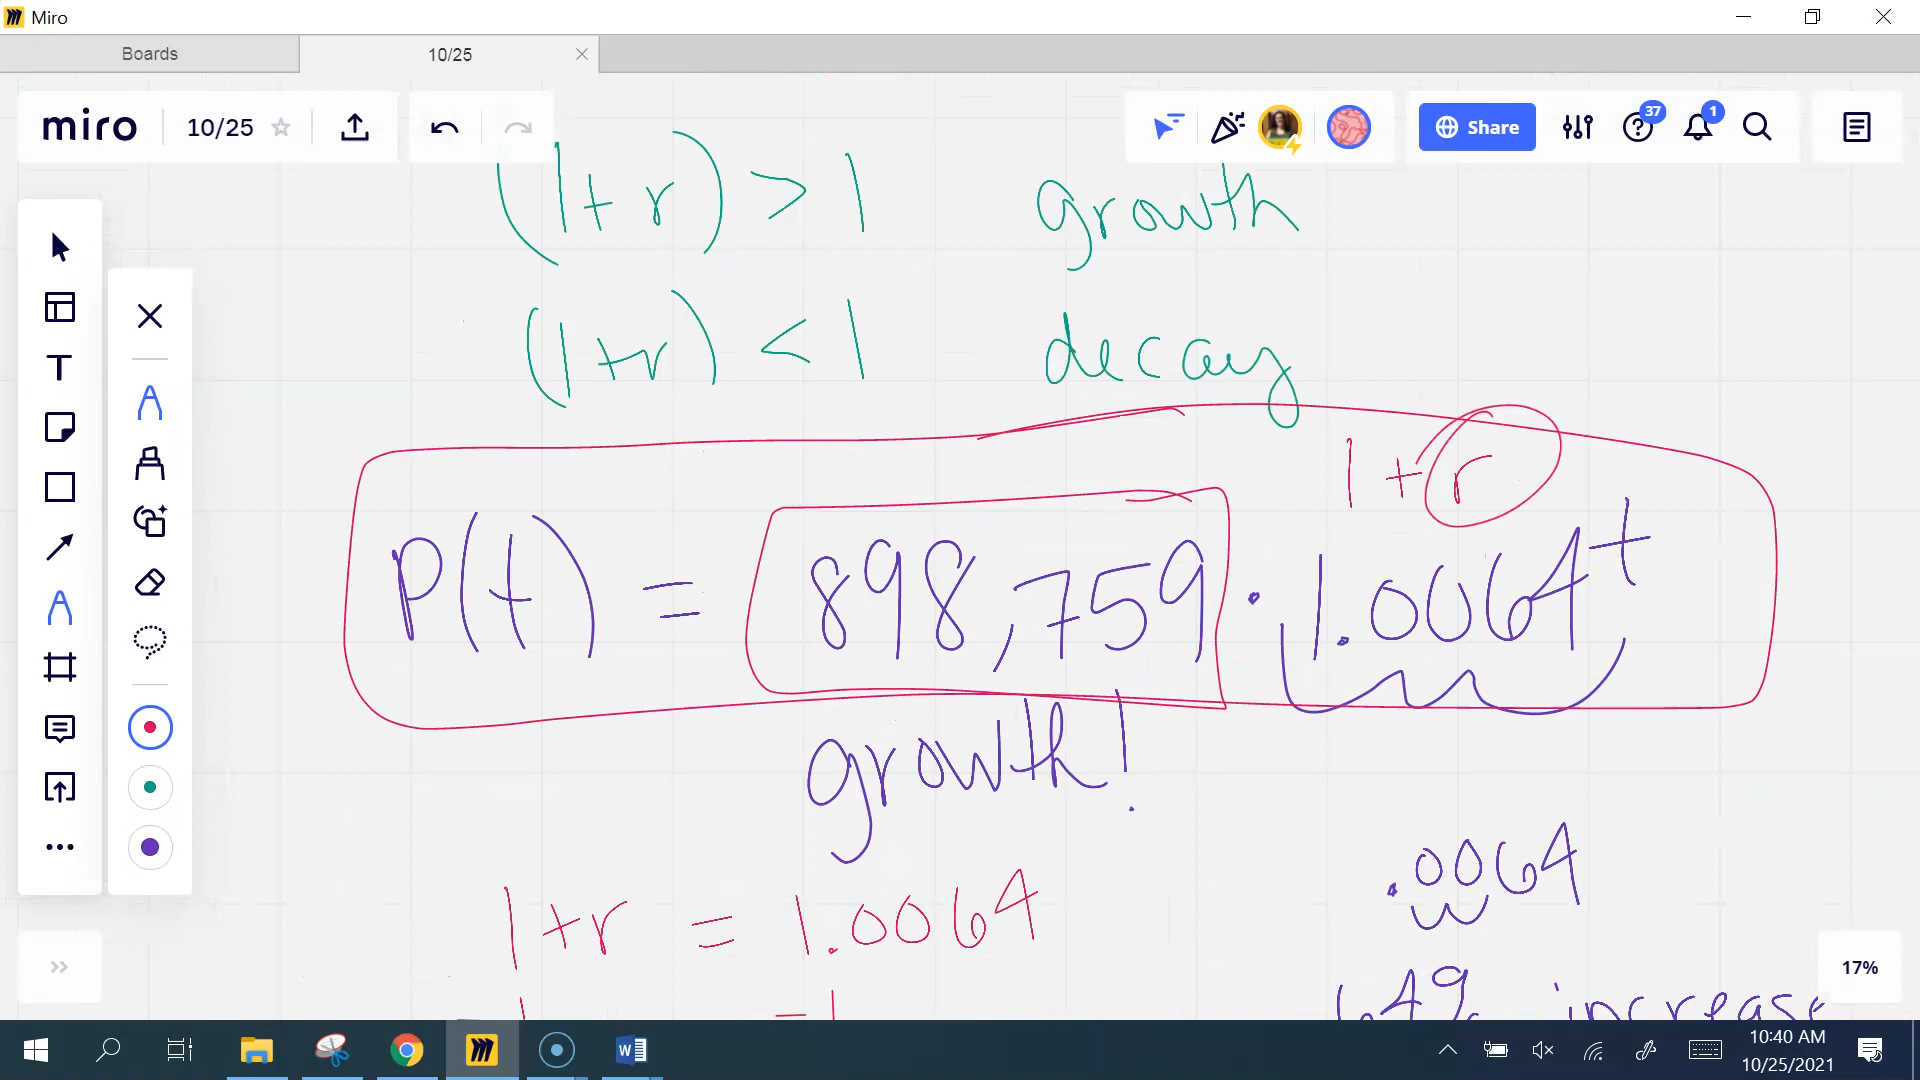 Miro
Boards
10/25
miro
10/25
Share
37
1
(1+r) > 1 growth
(1+r) < 1 decay
1+r
P(t) = 898,759 . 1.0064^t
growth!
.0064
1+r = 1.0064
-1
.64% increase
17%
10:40 AM
10/25/2021